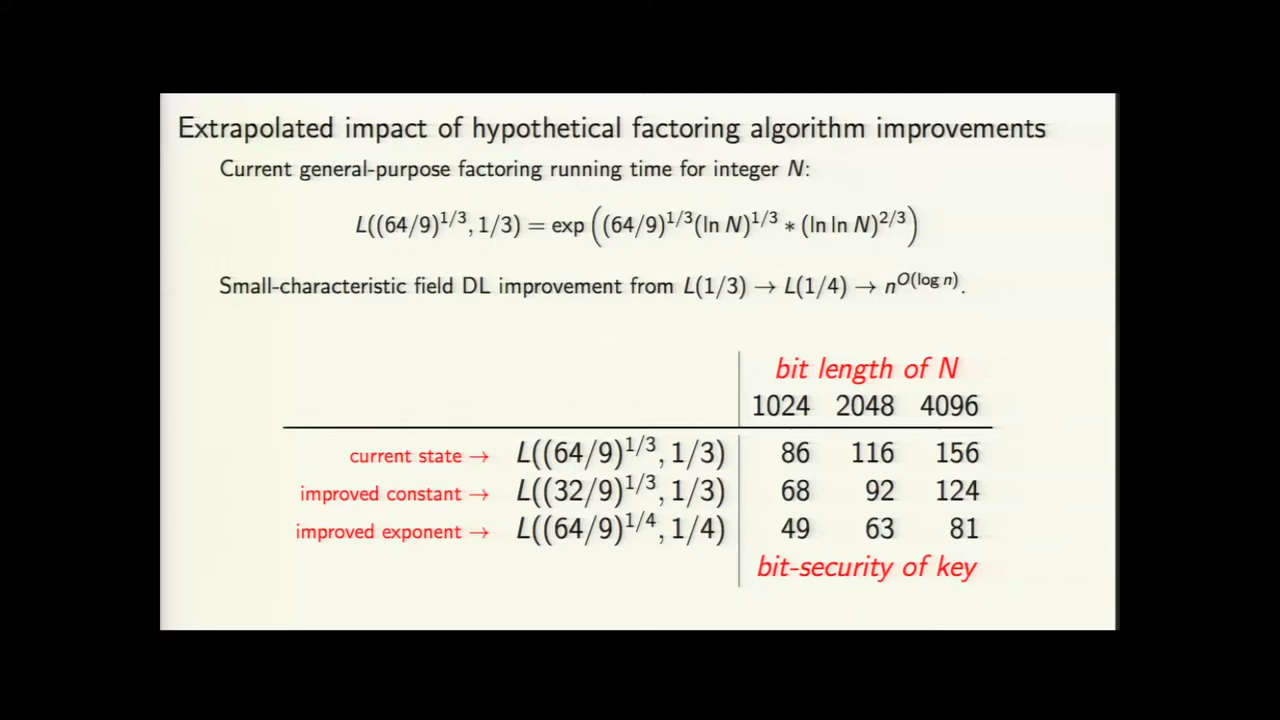 Extrapolated impact of hypothetical factoring algorithm improvements
Current general-purpose factoring running time for integer N:
L((64/9)^{1/3}, 1/3) = exp ((64/9)^{1/3}(ln N)^{1/3} * (ln ln N)^{2/3})
Small-characteristic field DL improvement from L(1/3) → L(1/4) → n^{O(log n)}.
bit length of N
1024 2048 4096
current state → L((64/9)^{1/3}, 1/3) 86 116 156
improved constant → L((32/9)^{1/3}, 1/3) 68 92 124
improved exponent → L((64/9)^{1/4}, 1/4) 49 63 81
bit-security of key